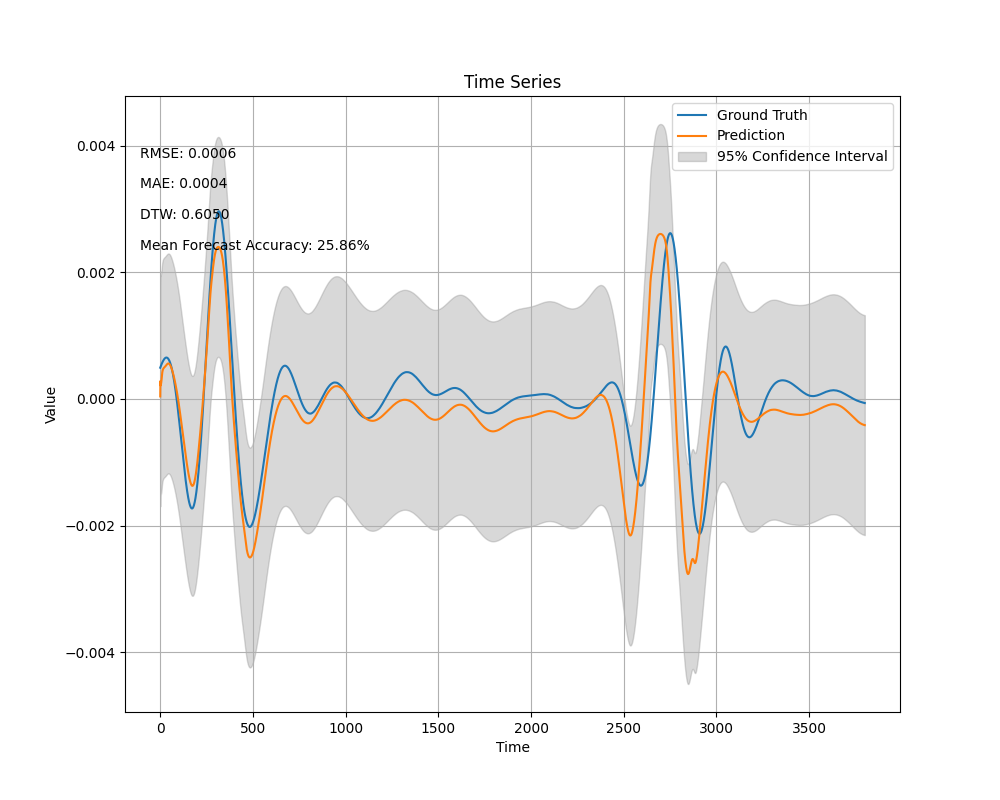 Time Series
Ground Truth
Prediction
95% Confidence Interval
RMSE: 0.0006
MAE: 0.0004
DTW: 0.6050
Mean Forecast Accuracy: 25.86%
Value
0.004
0.002
0.000
−0.002
−0.004
0 500 1000 1500 2000 2500 3000 3500
Time